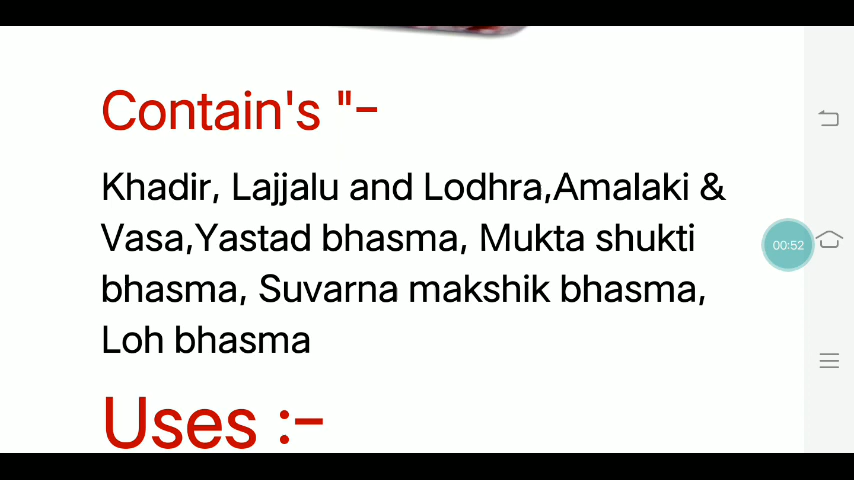 Contain's "-
Khadir, Lajjalu and Lodhra,Amalaki &
Vasa,Yastad bhasma, Mukta shukti
bhasma, Suvarna makshik bhasma,
Loh bhasma
Uses :-
00:52